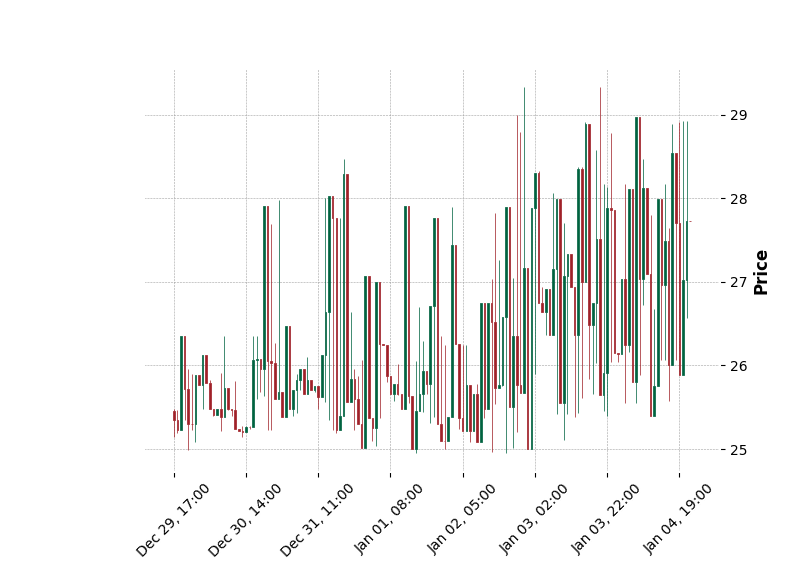 29
28
27
26
25
Price
Dec 29, 17:00
Dec 30, 14:00
Dec 31, 11:00
Jan 01, 08:00
Jan 02, 05:00
Jan 03, 02:00
Jan 03, 22:00
Jan 04, 19:00